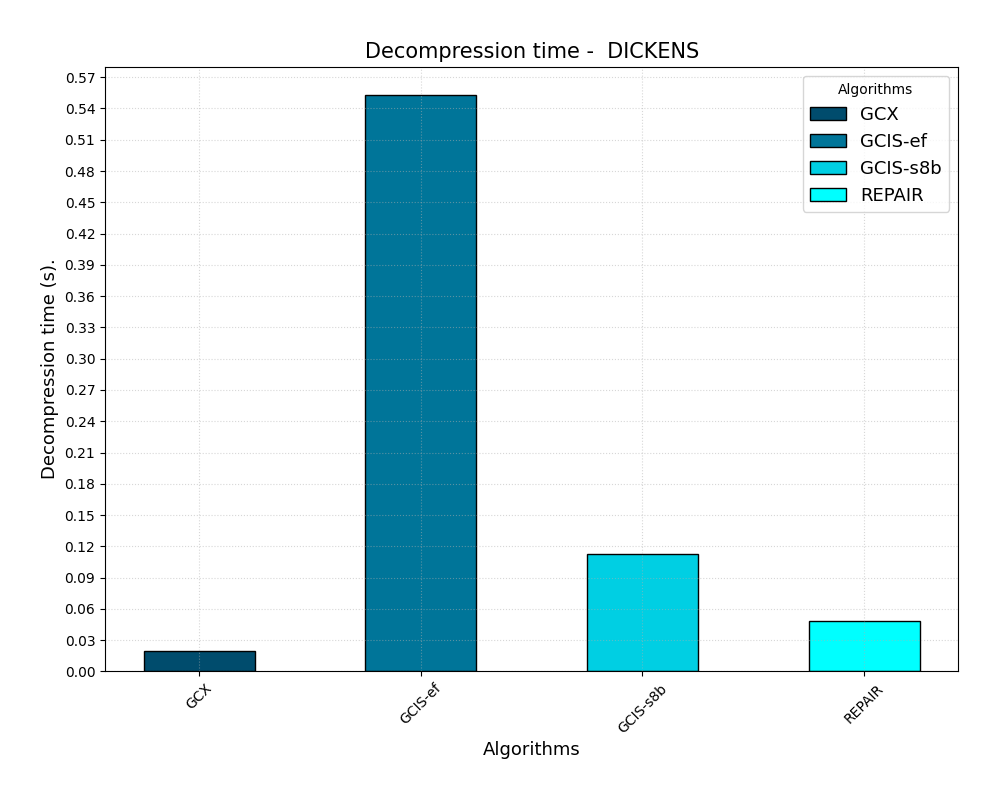 Decompression time -  DICKENS
Decompression time (s).
0.57
0.54
0.51
0.48
0.45
0.42
0.39
0.36
0.33
0.30
0.27
0.24
0.21
0.18
0.15
0.12
0.09
0.06
0.03
0.00
Algorithms
GCX
GCIS-ef
GCIS-s8b
REPAIR
GCX
GCIS-ef
GCIS-s8b
REPAIR
Algorithms